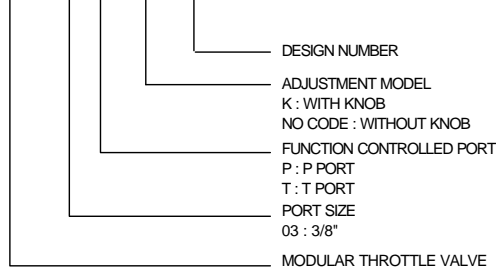 DESIGN NUMBER
ADJUSTMENT MODEL
K : WITH KNOB
NO CODE : WITHOUT KNOB
FUNCTION CONTROLLED PORT
P : P PORT
T : T PORT
PORT SIZE
03 : 3/8"
MODULAR THROTTLE VALVE